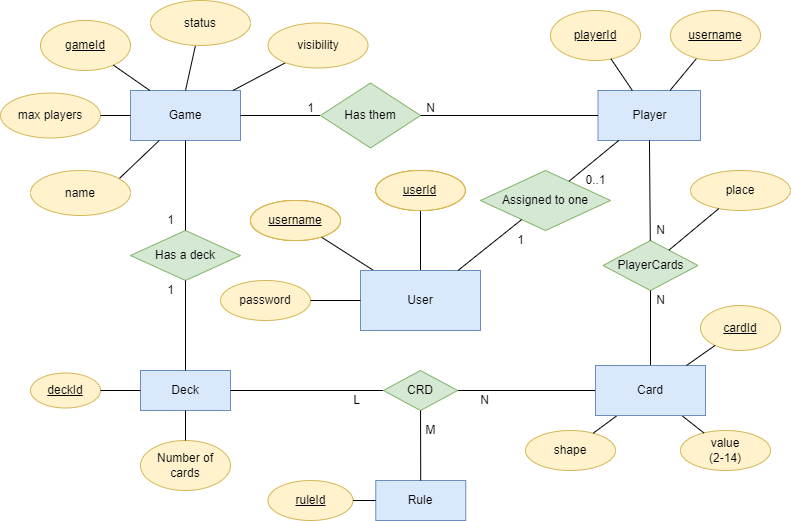 status
gameId
visibility
playerId
username
max players
Game
1
Has them
N
Player
name
userId
0..1
Assigned to one
place
1
username
1
N
Has a deck
PlayerCards
1
password
User
N
cardId
deckId
Deck
L
CRD
N
Card
M
shape
value
(2-14)
Number of
cards
ruleId
Rule